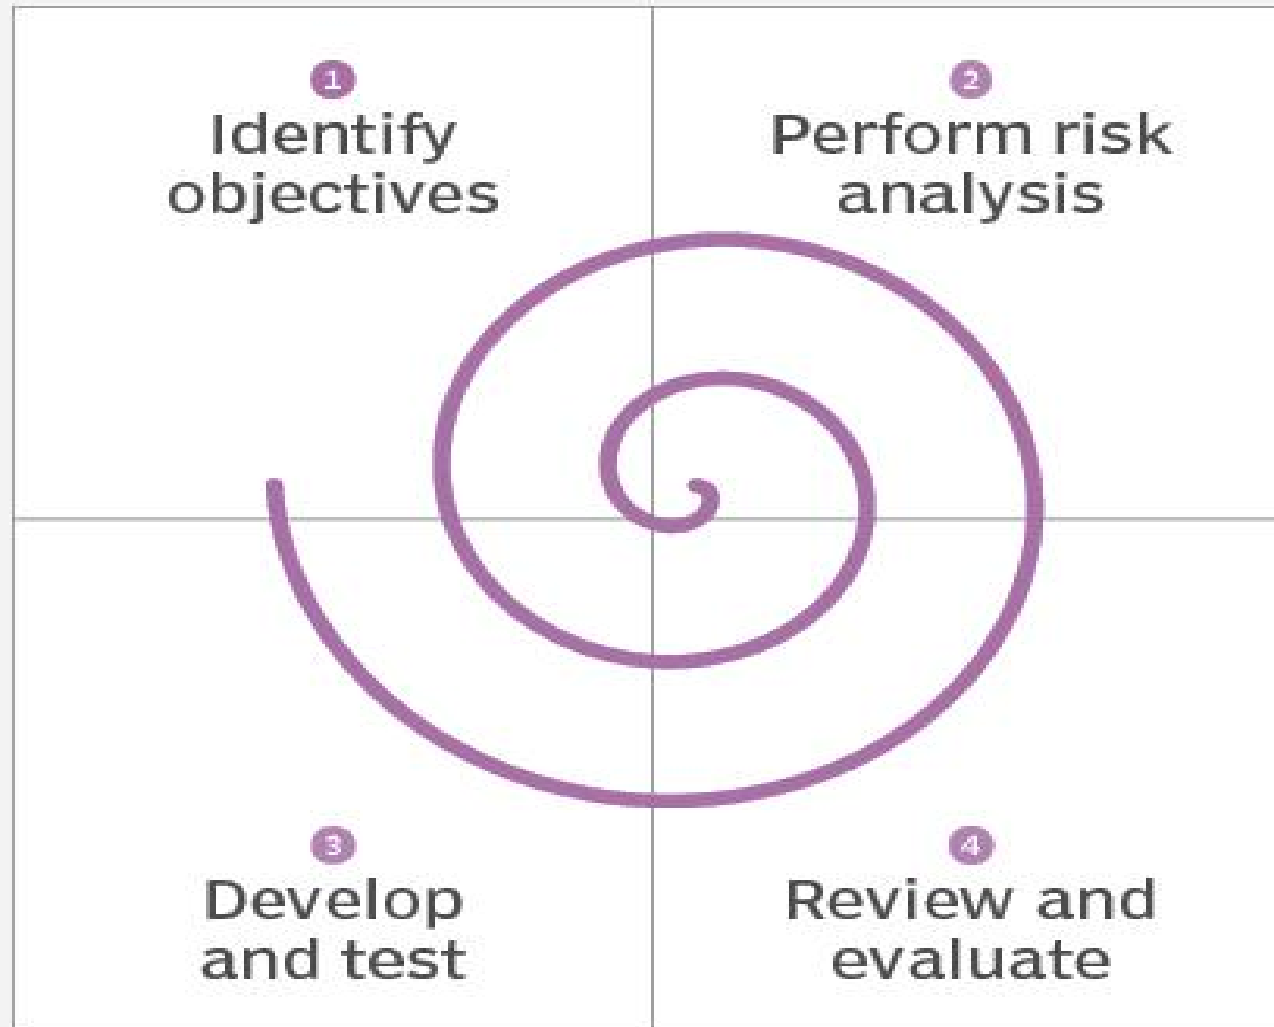 1
Identify
objectives
2
Perform risk
analysis
3
Develop
and test
4
Review and
evaluate